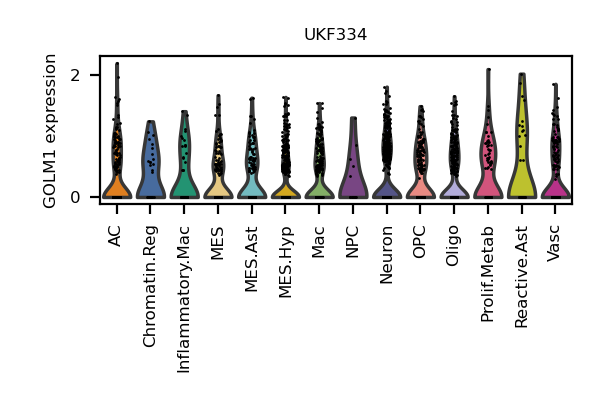 UKF334
GOLM1 expression
2
0
AC
Chromatin.Reg
Inflammatory.Mac
MES
MES.Ast
MES.Hyp
Mac
NPC
Neuron
OPC
Oligo
Prolif.Metab
Reactive.Ast
Vasc